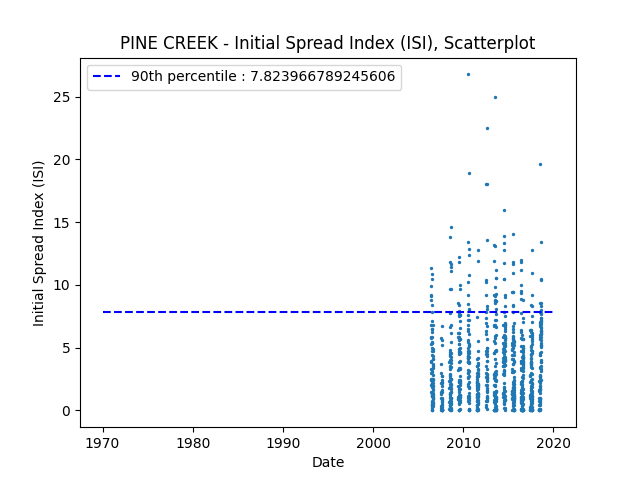 PINE CREEK - Initial Spread Index (ISI), Scatterplot
90th percentile : 7.823966789245606
25
20
15
10
5
0
Initial Spread Index (ISI)
1970 1980 1990 2000 2010 2020
Date